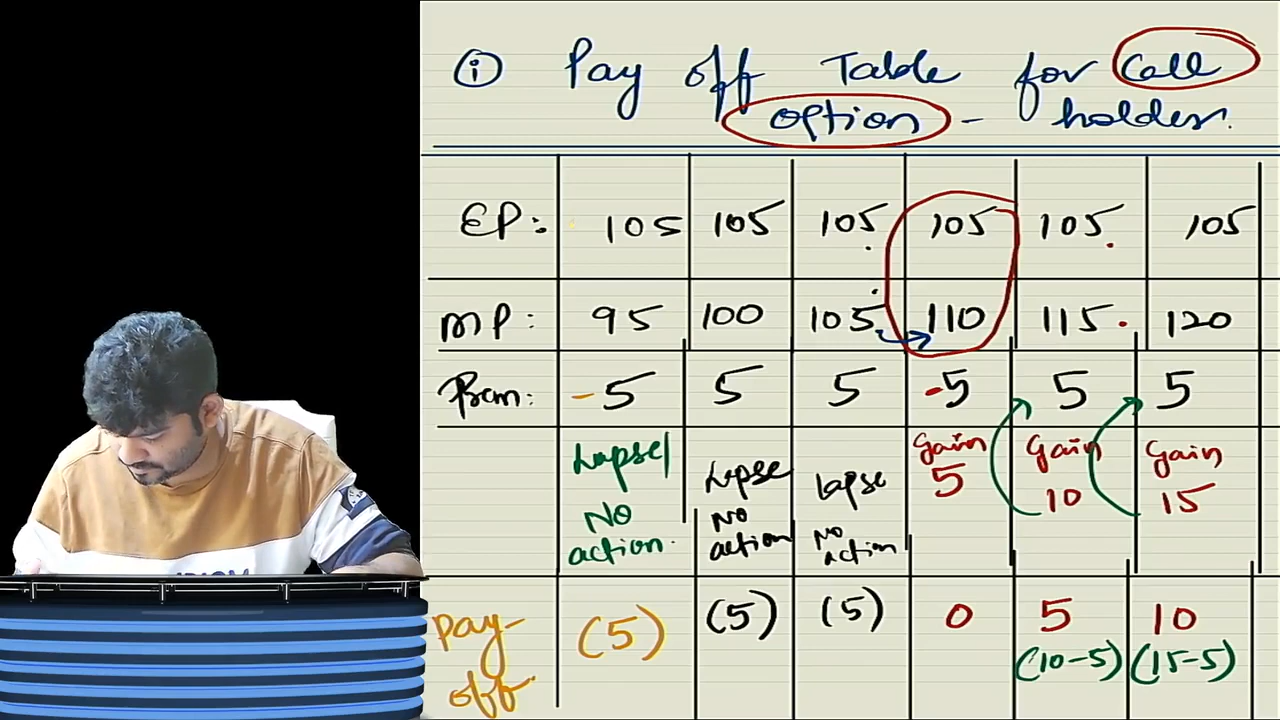 (i) Pay off Table for Call
option - holder.
EP: 105 105 105 105 105 105
MP: 95 100 105 110 115 120
Prem: -5 5 5 -5 5 5
Lapse/ Lapse Lapse Gain Gain Gain
5 10 15
No No No
action action action
Pay- (5) (5) (5) 0 5 10
off (10-5) (15-5)